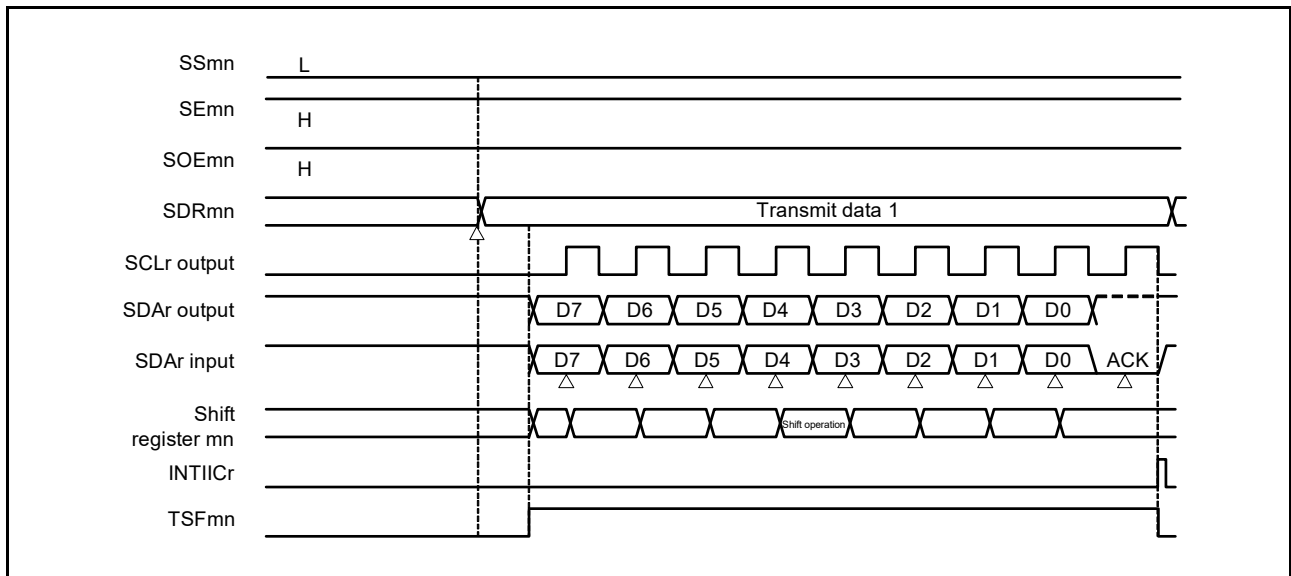 SSmn L
SEmn H
SOEmn H
SDRmn Transmit data 1
SCLr output
SDAr output D7 D6 D5 D4 D3 D2 D1 D0
SDAr input D7 D6 D5 D4 D3 D2 D1 D0 ACK
Shift
register mn Shift operation
INTIICr
TSFmn